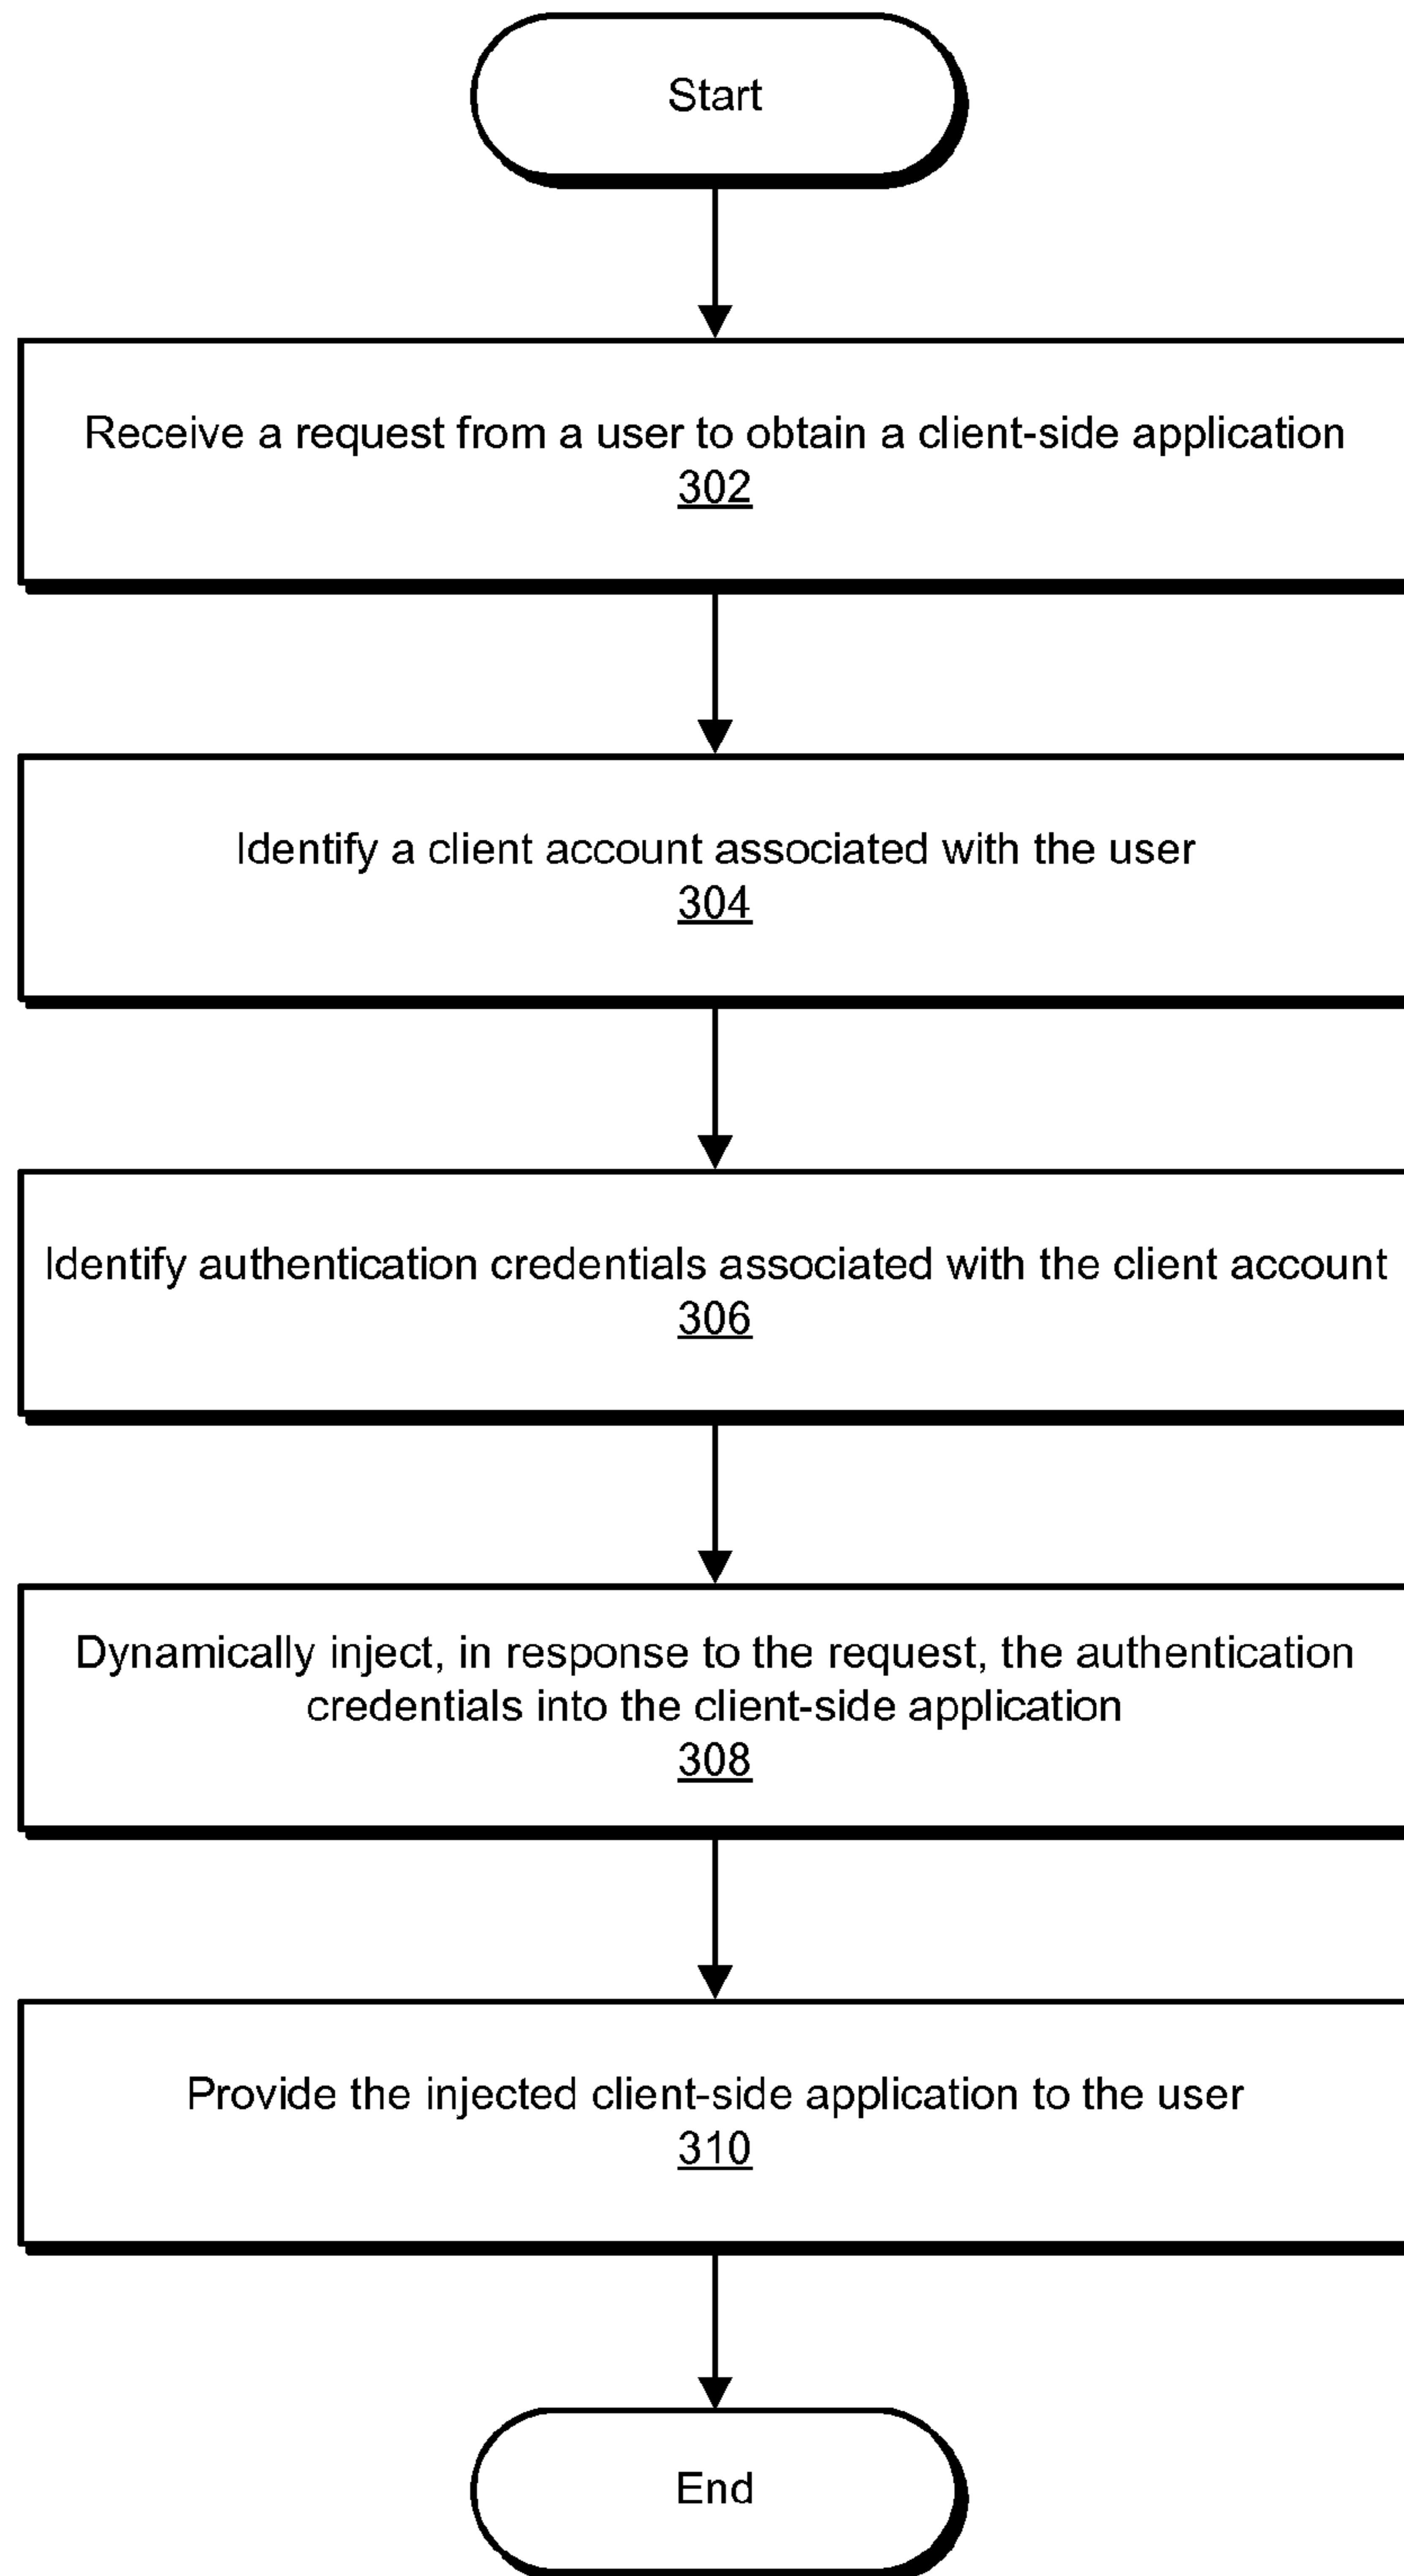 Start
Receive a request from a user to obtain a client-side application
302
Identify a client account associated with the user
304
Identify authentication credentials associated with the client account
306
Dynamically inject, in response to the request, the authentication
credentials into the client-side application
308
Provide the injected client-side application to the user
310
End